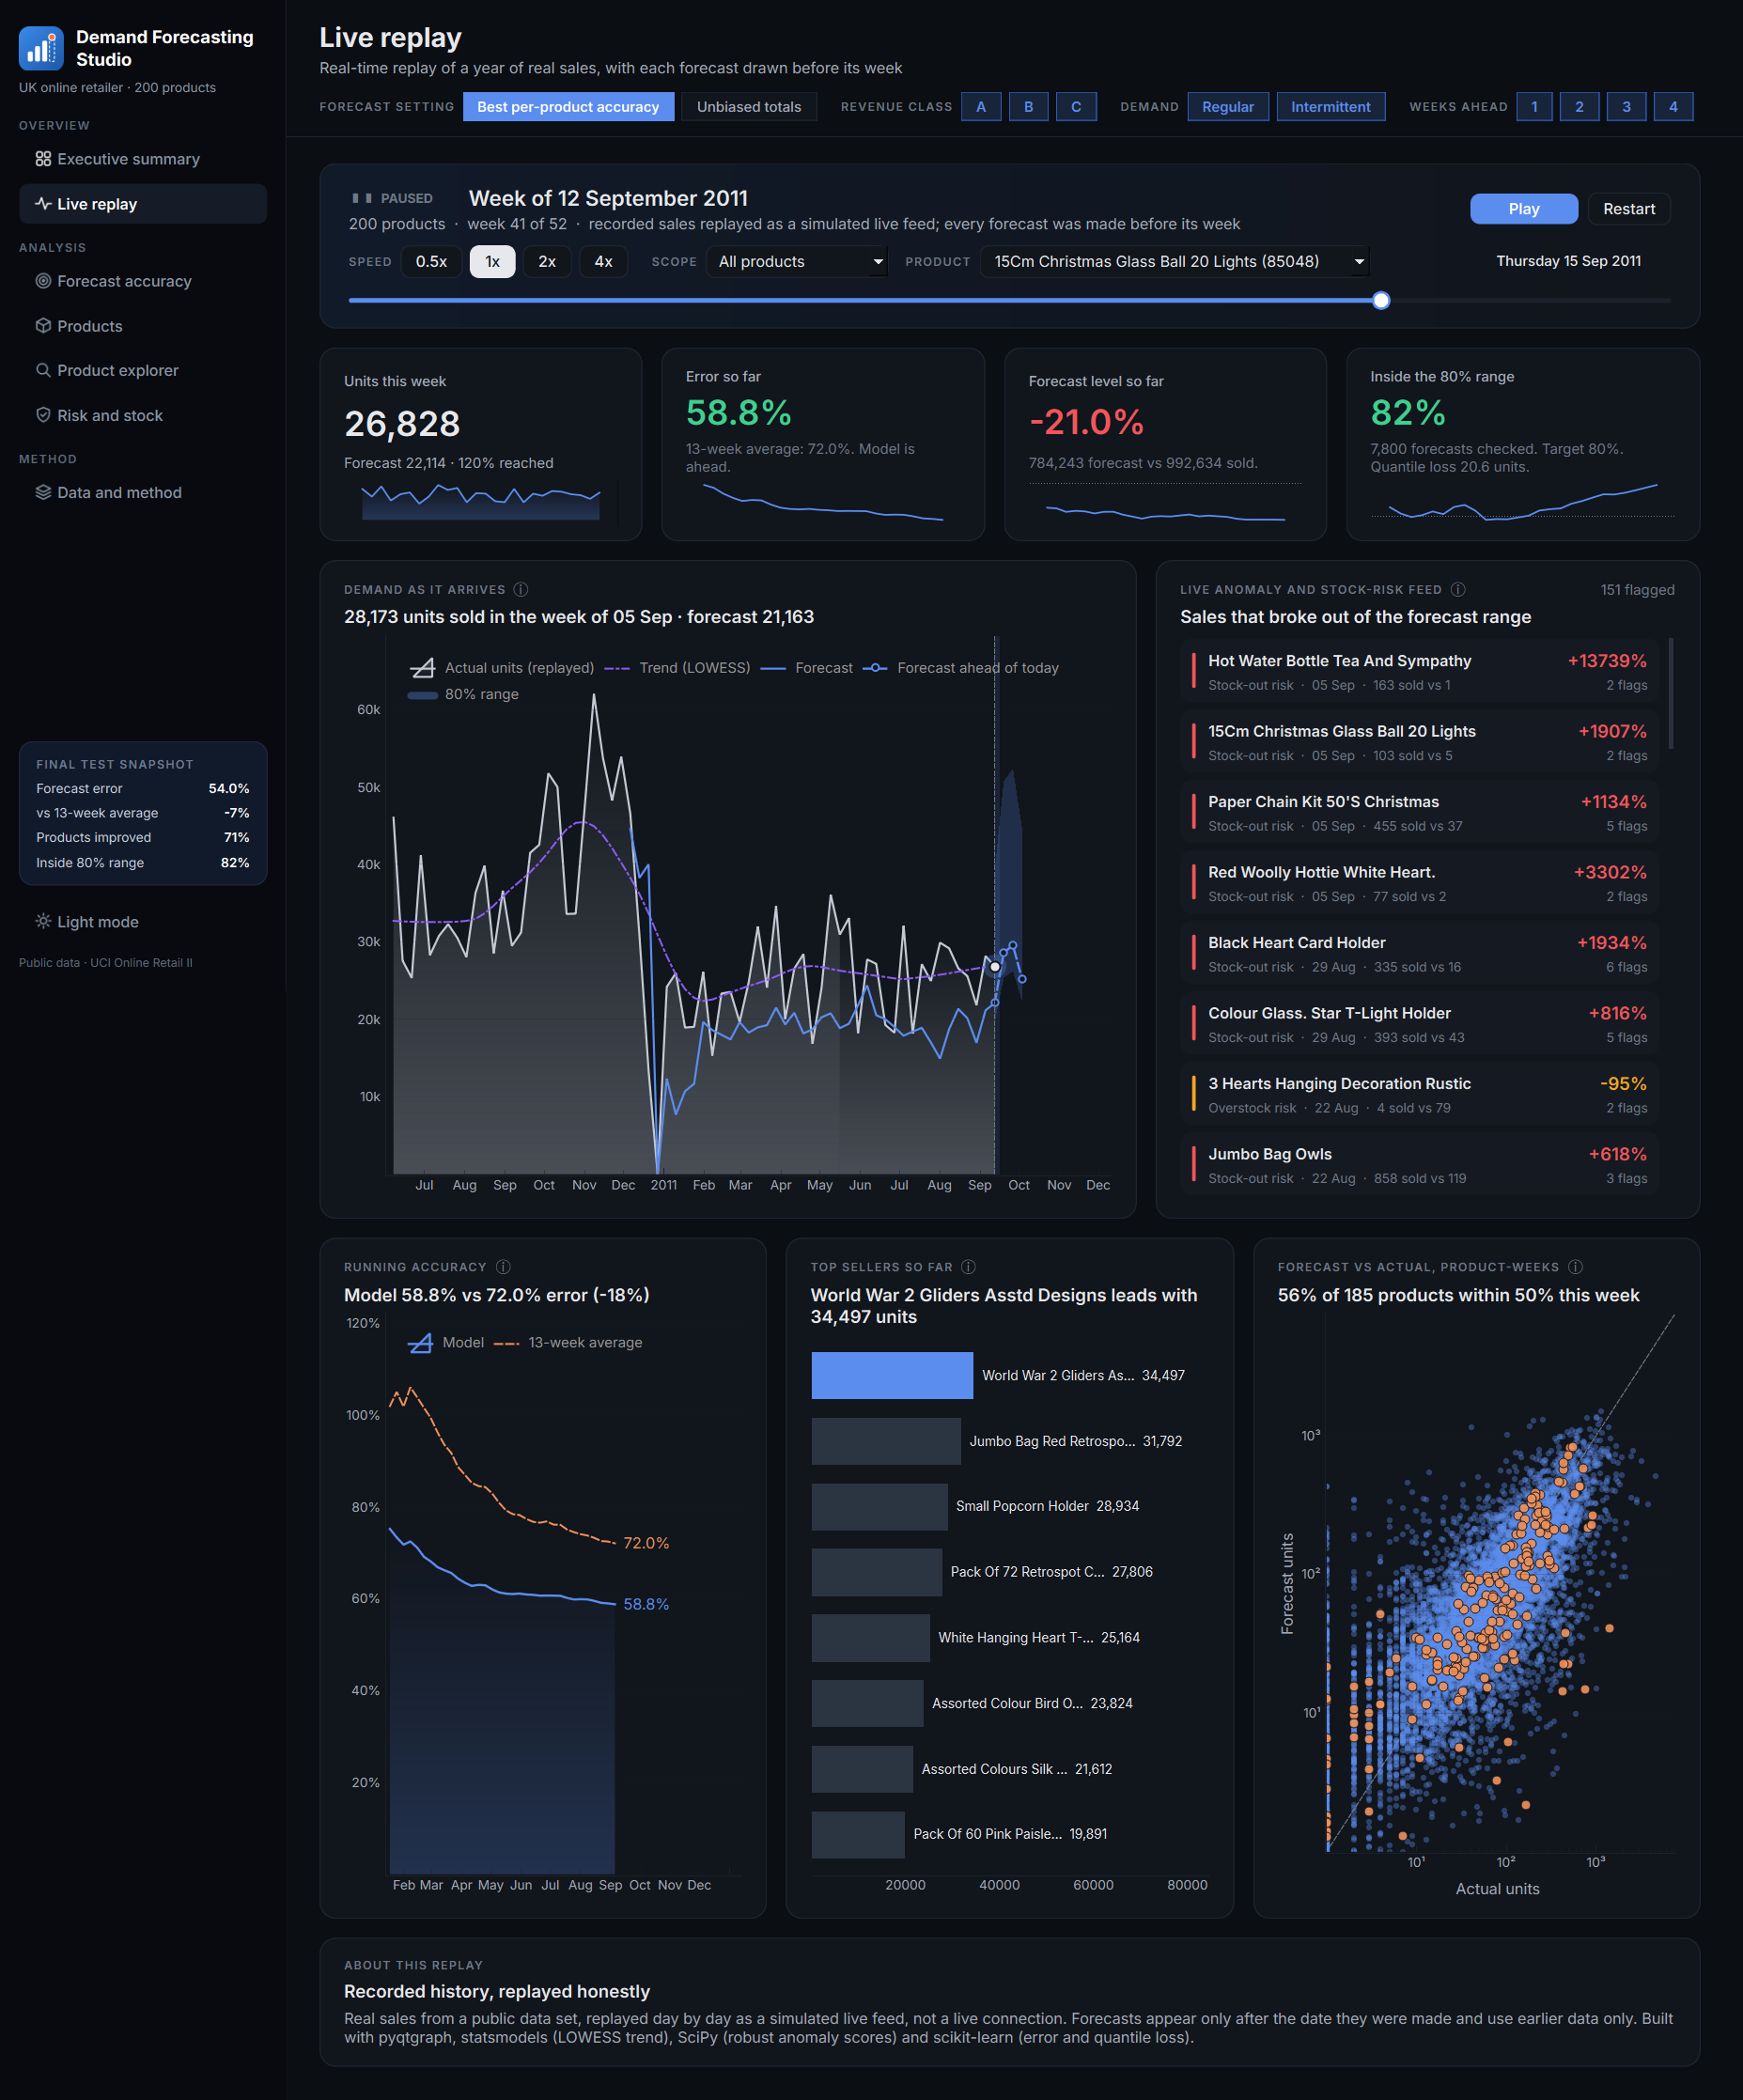 Demand Forecasting
Studio
UK online retailer · 200 products
OVERVIEW
Executive summary
Live replay
ANALYSIS
Forecast accuracy
Products
Product explorer
Risk and stock
METHOD
Data and method
FINAL TEST SNAPSHOT
Forecast error 54.0%
vs 13-week average -7%
Products improved 71%
Inside 80% range 82%
Light mode
Public data · UCI Online Retail II
Live replay
Real-time replay of a year of real sales, with each forecast drawn before its week
FORECAST SETTING Best per-product accuracy Unbiased totals REVENUE CLASS A B C DEMAND Regular Intermittent WEEKS AHEAD 1 2 3 4
PAUSED Week of 12 September 2011
200 products · week 41 of 52 · recorded sales replayed as a simulated live feed; every forecast was made before its week
Play Restart
SPEED 0.5x 1x 2x 4x SCOPE All products PRODUCT 15Cm Christmas Glass Ball 20 Lights (85048) Thursday 15 Sep 2011
Units this week
26,828
Forecast 22,114 · 120% reached
Error so far
58.8%
13-week average: 72.0%. Model is
ahead.
Forecast level so far
-21.0%
784,243 forecast vs 992,634 sold.
Inside the 80% range
82%
7,800 forecasts checked. Target 80%.
Quantile loss 20.6 units.
DEMAND AS IT ARRIVES ⓘ
28,173 units sold in the week of 05 Sep · forecast 21,163
Actual units (replayed) Trend (LOWESS) Forecast Forecast ahead of today
80% range
60k
50k
40k
30k
20k
10k
Jul Aug Sep Oct Nov Dec 2011 Feb Mar Apr May Jun Jul Aug Sep Oct Nov Dec
LIVE ANOMALY AND STOCK-RISK FEED ⓘ 151 flagged
Sales that broke out of the forecast range
Hot Water Bottle Tea And Sympathy +13739%
Stock-out risk · 05 Sep · 163 sold vs 1 2 flags
15Cm Christmas Glass Ball 20 Lights +1907%
Stock-out risk · 05 Sep · 103 sold vs 5 2 flags
Paper Chain Kit 50'S Christmas +1134%
Stock-out risk · 05 Sep · 455 sold vs 37 5 flags
Red Woolly Hottie White Heart. +3302%
Stock-out risk · 05 Sep · 77 sold vs 2 2 flags
Black Heart Card Holder +1934%
Stock-out risk · 29 Aug · 335 sold vs 16 6 flags
Colour Glass. Star T-Light Holder +816%
Stock-out risk · 29 Aug · 393 sold vs 43 5 flags
3 Hearts Hanging Decoration Rustic -95%
Overstock risk · 22 Aug · 4 sold vs 79 2 flags
Jumbo Bag Owls +618%
Stock-out risk · 22 Aug · 858 sold vs 119 3 flags
RUNNING ACCURACY ⓘ
Model 58.8% vs 72.0% error (-18%)
Model 13-week average
120%
100%
80%
60%
40%
20%
72.0%
58.8%
Feb Mar Apr May Jun Jul Aug Sep Oct Nov Dec
TOP SELLERS SO FAR ⓘ
World War 2 Gliders Asstd Designs leads with
34,497 units
World War 2 Gliders As... 34,497
Jumbo Bag Red Retrospo... 31,792
Small Popcorn Holder 28,934
Pack Of 72 Retrospot C... 27,806
White Hanging Heart T-... 25,164
Assorted Colour Bird O... 23,824
Assorted Colours Silk ... 21,612
Pack Of 60 Pink Paisle... 19,891
20000 40000 60000 80000
FORECAST VS ACTUAL, PRODUCT-WEEKS ⓘ
56% of 185 products within 50% this week
Forecast units
10³
10²
10¹
10¹ 10² 10³
Actual units
ABOUT THIS REPLAY
Recorded history, replayed honestly
Real sales from a public data set, replayed day by day as a simulated live feed, not a live connection. Forecasts appear only after the date they were made and use earlier data only. Built
with pyqtgraph, statsmodels (LOWESS trend), SciPy (robust anomaly scores) and scikit-learn (error and quantile loss).